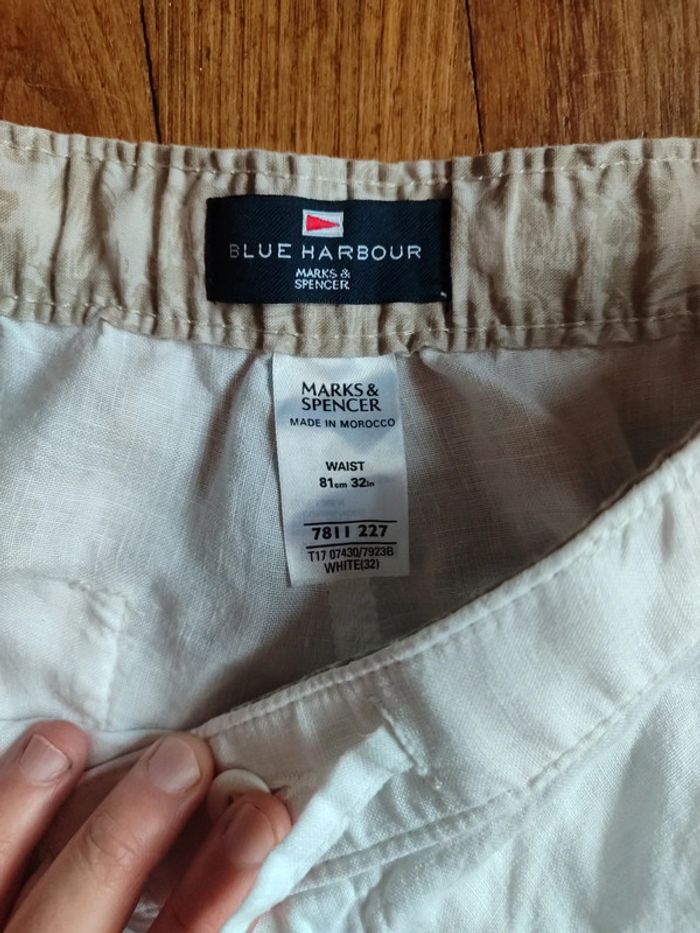 BLUE HARBOUR
MARKS &
SPENCER
MARKS &
SPENCER
MADE IN MOROCCO
WAIST
81cm 32in
7811 227
T17 07430/7923B
WHITE(32)